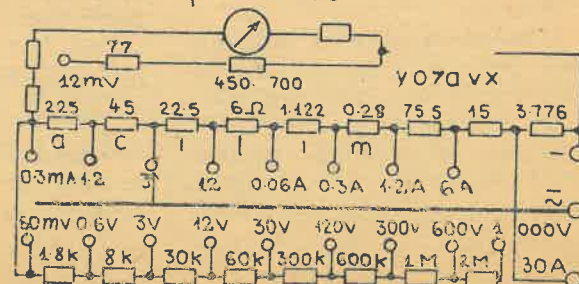 77
12mV
450. 700
yo7avx
225 45 22.5 6Ω 1.122 0.28 75.5 15 3.776
a c l l l m
0.3mA 1.2 3 12 0.06A 0.3A 1.2A 6A
60mV 0.6V 3V 12V 30V 120V 300V 600V 1 000V
1.8k 8k 30k 60k 300k 600k 1M 2M 30A